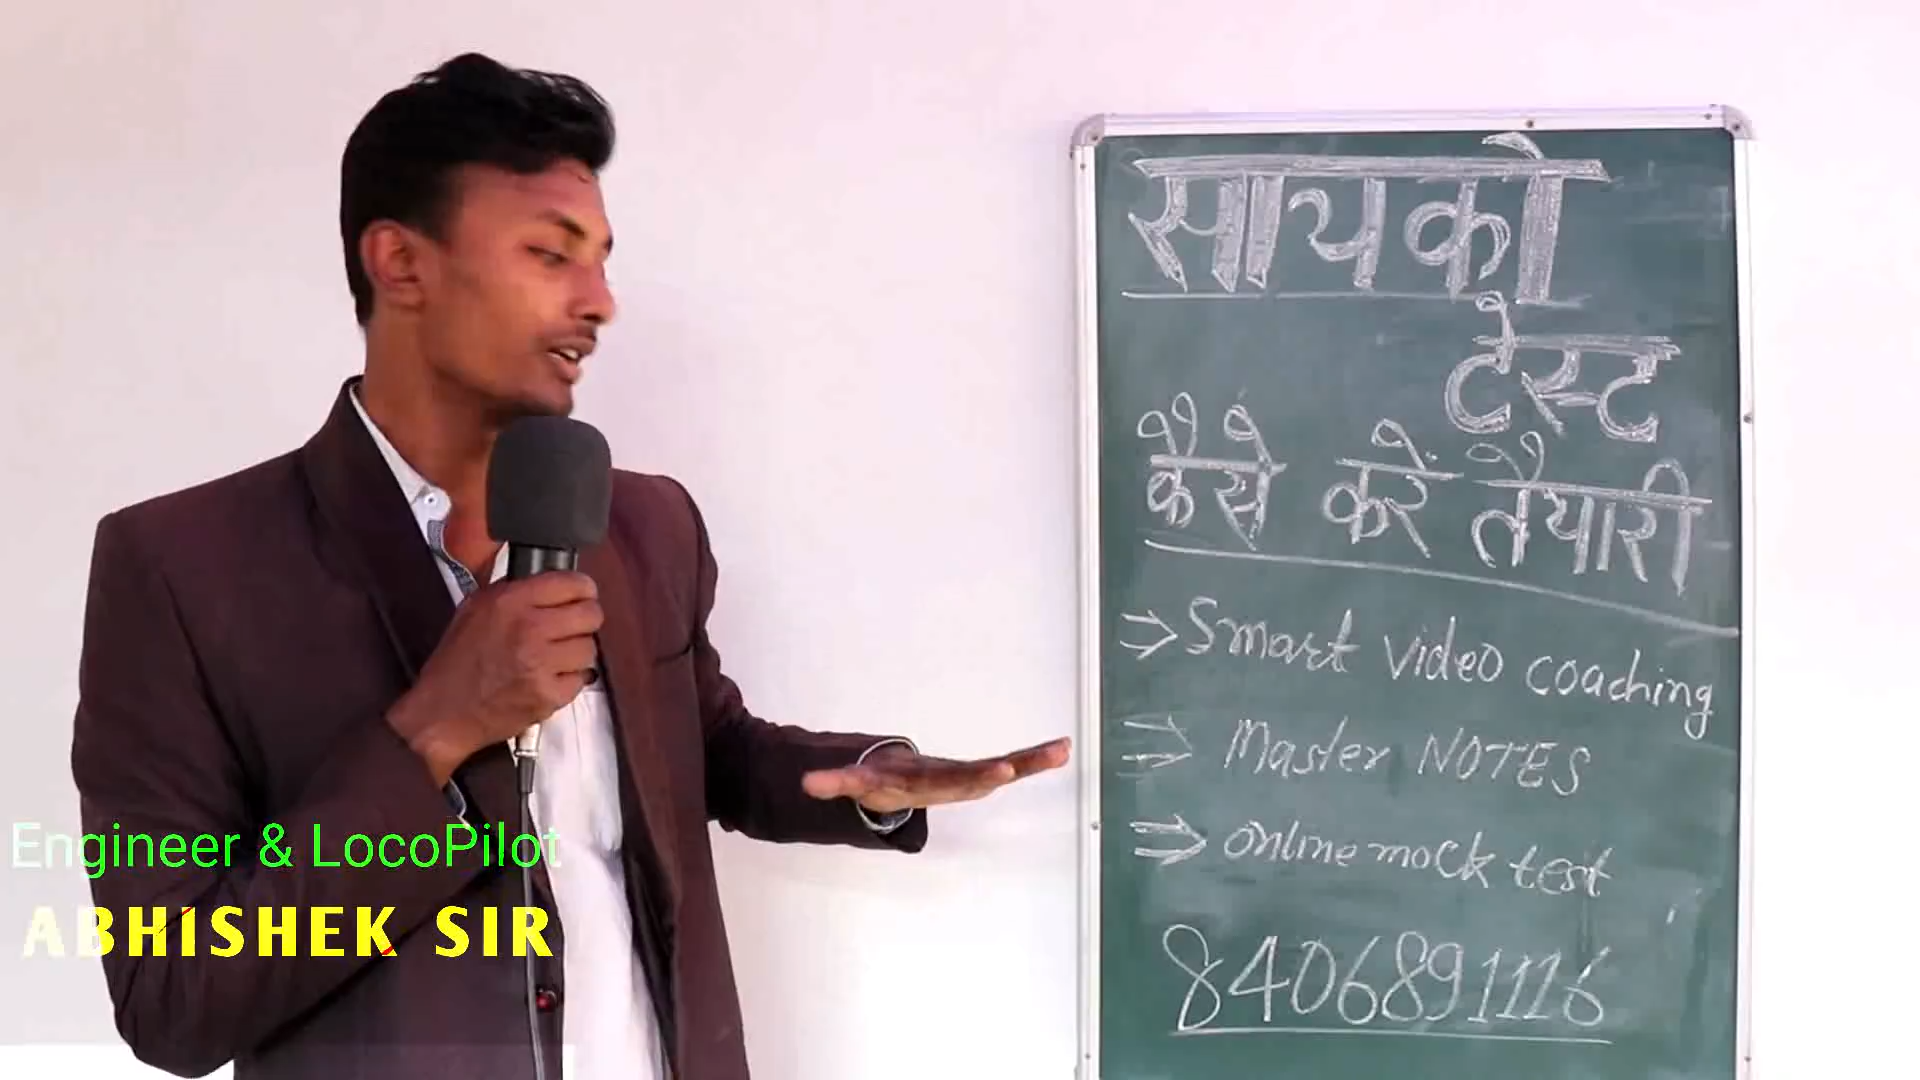 सायको
टेस्ट
कैसे करें तैयारी
⇒ Smart video coaching
⇒ Master NOTES
⇒ online mock test
8406891116
Engineer & LocoPilot
ABHISHEK SIR